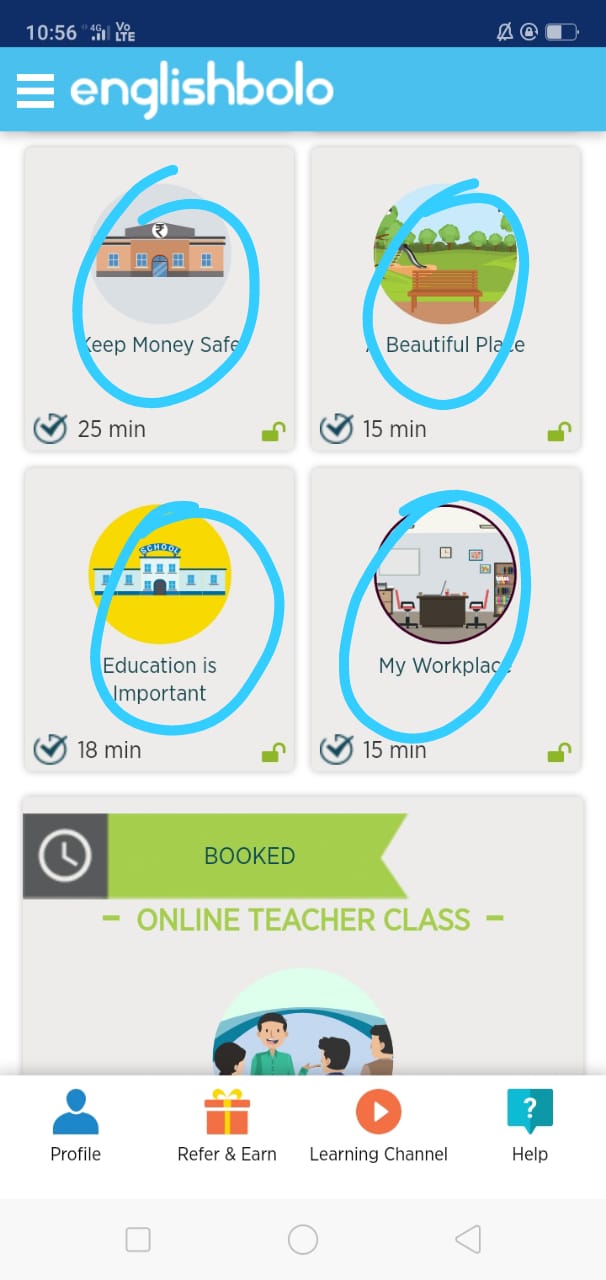 10:56 4G Vo LTE
englishbolo
₹
Keep Money Safe
A Beautiful Place
25 min
15 min
SCHOOL
Education is
Important
My Workplace
18 min
15 min
BOOKED
- ONLINE TEACHER CLASS -
?
Profile
Refer & Earn
Learning Channel
Help